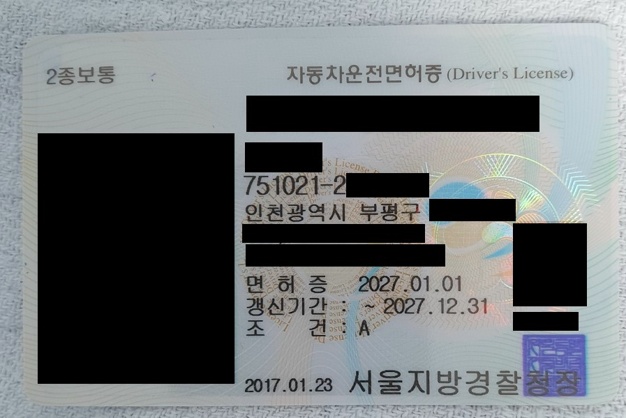 2종보통
자동차운전면허증 (Driver's License)
751021-2
인천광역시 부평구
면 허 증 2027.01.01
갱신기간 : ~ 2027.12.31
조 건 : A
2017.01.23 서울지방경찰청장